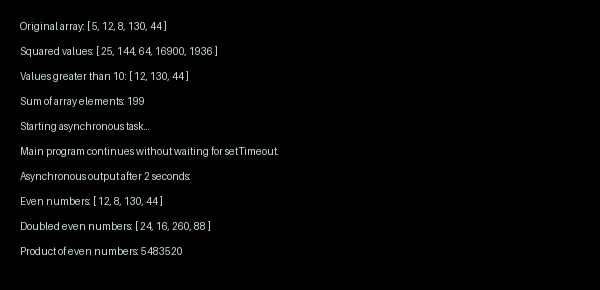 Original array: [ 5, 12, 8, 130, 44 ]
Squared values: [ 25, 144, 64, 16900, 1936 ]
Values greater than 10: [ 12, 130, 44 ]
Sum of array elements: 199
Starting asynchronous task...
Main program continues without waiting for setTimeout.
Asynchronous output after 2 seconds:
Even numbers: [ 12, 8, 130, 44 ]
Doubled even numbers: [ 24, 16, 260, 88 ]
Product of even numbers: 5483520